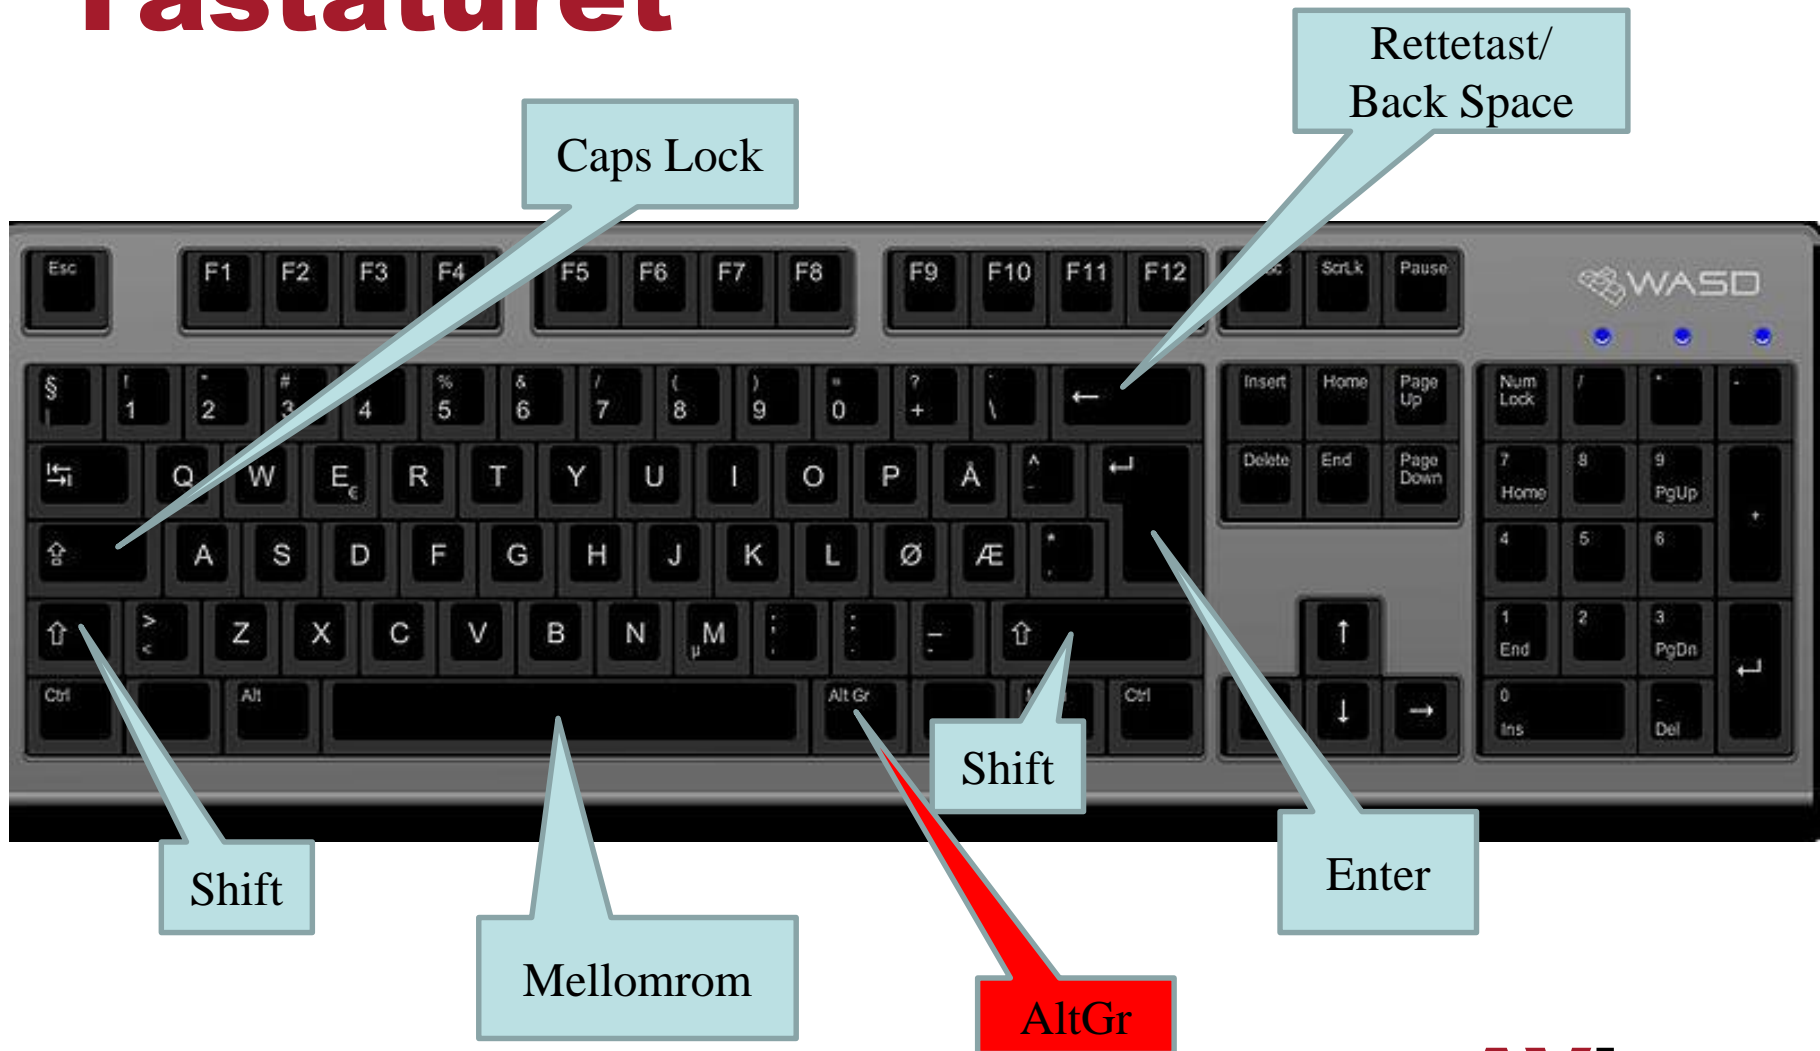 Tastaturet
Rettetast/
Back Space
Caps Lock
Esc F1 F2 F3 F4 F5 F6 F7 F8 F9 F10 F11 F12 ScrLk Pause
WASD
§ ! " # % & / ( ) = ? `
| 1 2 3 4 5 6 7 8 9 0 + \ ←
Insert Home Page Up
Num Lock / * -
Q W E € R T Y U I O P Å ^
Delete End Page Down
7 Home 8 9 PgUp +
A S D F G H J K L Ø Æ * '
4 5 6
> < Z X C V B N M µ ; , : . _ -
↑
1 End 2 3 PgDn
Ctrl Alt Alt Gr Ctrl
↓ →
0 Ins . Del
Shift
Shift
Enter
Mellomrom
AltGr